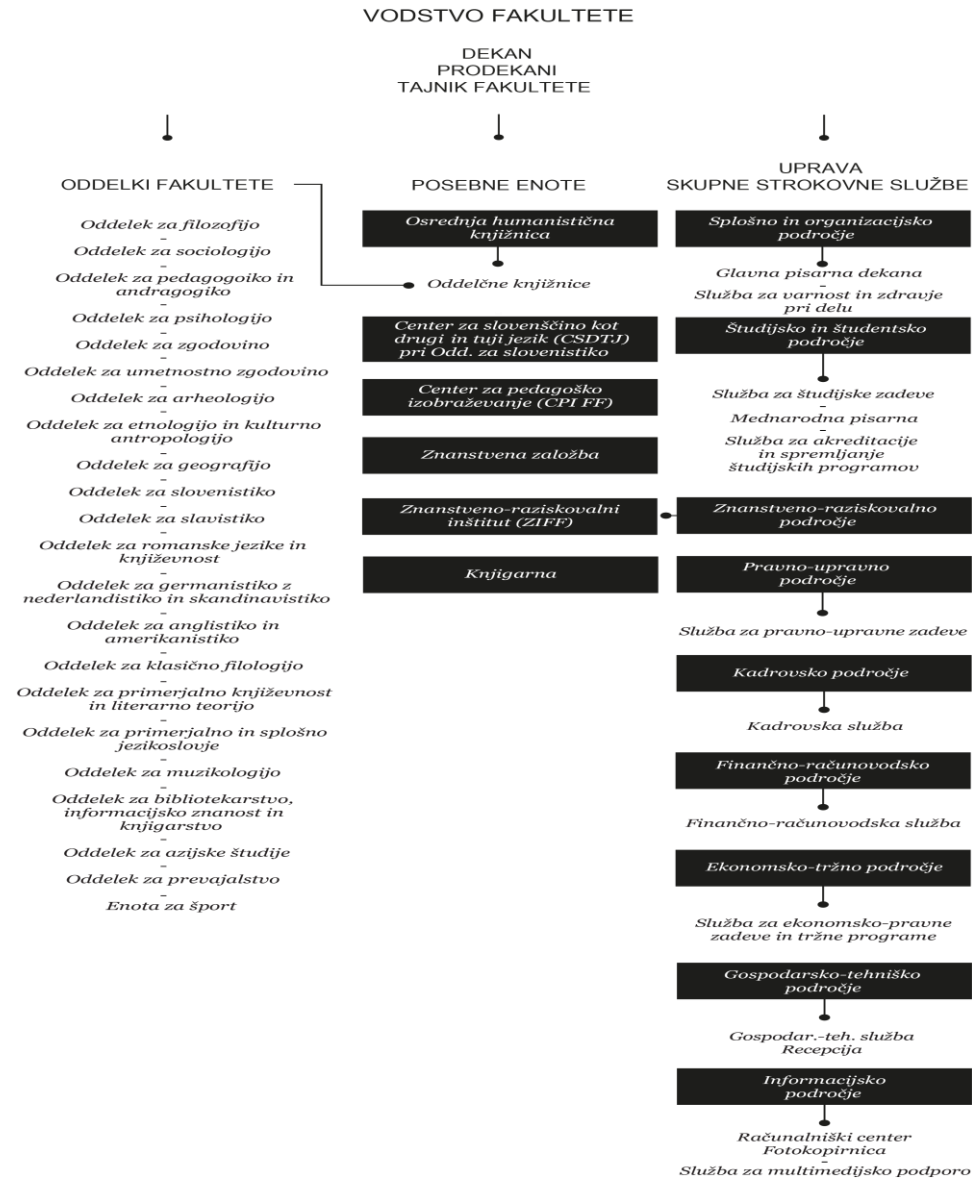 VODSTVO FAKULTETE
DEKAN
PRODEKANI
TAJNIK FAKULTETE
ODDELKI FAKULTETE
Oddelek za filozofijo
–
Oddelek za sociologijo
–
Oddelek za pedagogoiko in
andragogiko
–
Oddelek za psihologijo
–
Oddelek za zgodovino
–
Oddelek za umetnostno zgodovino
–
Oddelek za arheologijo
–
Oddelek za etnologijo in kulturno
antropologijo
–
Oddelek za geografijo
–
Oddelek za slovenistiko
–
Oddelek za slavistiko
–
Oddelek za romanske jezike in
književnost
–
Oddelek za germanistiko z
nederlandistiko in skandinavistiko
–
Oddelek za anglistiko in
amerikanistiko
–
Oddelek za klasično filologijo
–
Oddelek za primerjalno književnost
in literarno teorijo
–
Oddelek za primerjalno in splošno
jezikoslovje
–
Oddelek za muzikologijo
–
Oddelek za bibliotekarstvo,
informacijsko znanost in
knjigarstvo
–
Oddelek za azijske študije
–
Oddelek za prevajalstvo
–
Enota za šport
POSEBNE ENOTE
Osrednja humanistična
knjižnica
Oddelčne knjižnice
Center za slovenščino kot
drugi in tuji jezik (CSDTJ)
pri Odd. za slovenistiko
Center za pedagoško
izobraževanje (CPI FF)
Znanstvena založba
Znanstveno-raziskovalni
inštitut (ZIFF)
Knjigarna
UPRAVA
SKUPNE STROKOVNE SLUŽBE
Splošno in organizacijsko
področje
Glavna pisarna dekana
–
Služba za varnost in zdravje
pri delu
Študijsko in študentsko
področje
Služba za študijske zadeve
–
Mednarodna pisarna
–
Služba za akreditacije
in spremljanje
študijskih programov
Znanstveno-raziskovalno
področje
Pravno-upravno
področje
Služba za pravno-upravne zadeve
Kadrovsko področje
Kadrovska služba
Finančno-računovodsko
področje
Finančno-računovodska služba
Ekonomsko-tržno področje
Služba za ekonomsko-pravne
zadeve in tržne programe
Gospodarsko-tehniško
področje
Gospodar.-teh. služba
Recepcija
Informacijsko
področje
Računalniški center
Fotokopirnica
–
Služba za multimedijsko podporo